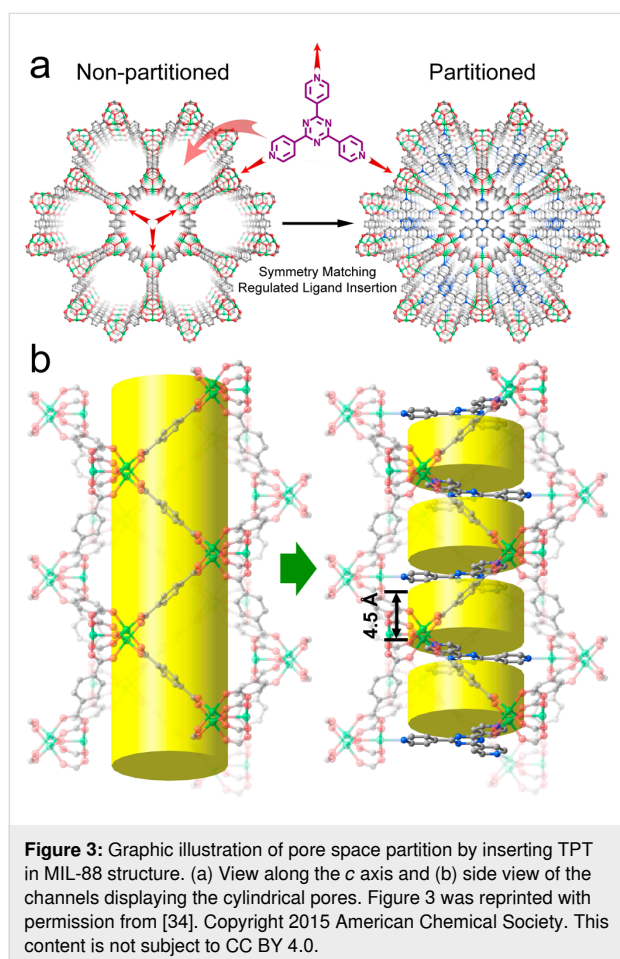 a
Non-partitioned
Partitioned
N
N
N
N
N
N
Symmetry Matching
Regulated Ligand Insertion
b
4.5 Å
Figure 3: Graphic illustration of pore space partition by inserting TPT
in MIL-88 structure. (a) View along the c axis and (b) side view of the
channels displaying the cylindrical pores. Figure 3 was reprinted with
permission from [34]. Copyright 2015 American Chemical Society. This
content is not subject to CC BY 4.0.